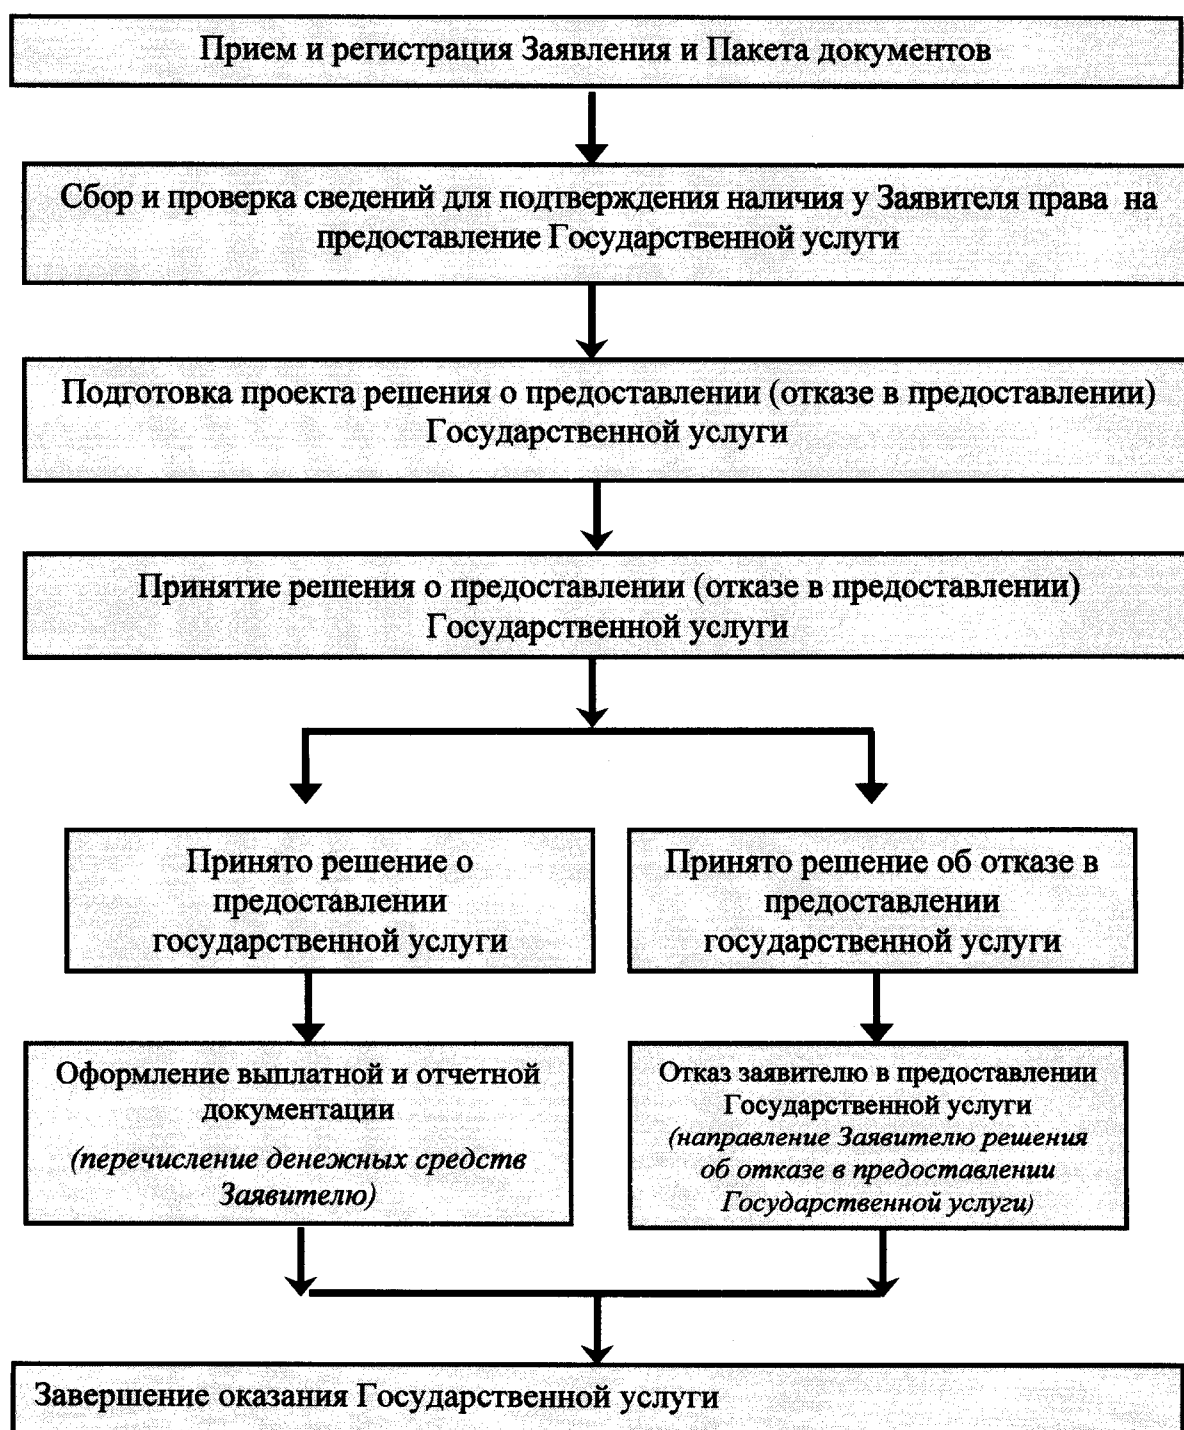 Прием и регистрация Заявления и Пакета документов
Сбор и проверка сведений для подтверждения наличия у Заявителя права на
предоставление Государственной услуги
Подготовка проекта решения о предоставлении (отказе в предоставлении)
Государственной услуги
Принятие решения о предоставлении (отказе в предоставлении)
Государственной услуги
Принято решение о
предоставлении
государственной услуги
Принято решение об отказе в
предоставлении
государственной услуги
Оформление выплатной и отчетной
документации
(перечисление денежных средств
Заявителю)
Отказ заявителю в предоставлении
Государственной услуги
(направление Заявителю решения
об отказе в предоставлении
Государственной услуги)
Завершение оказания Государственной услуги